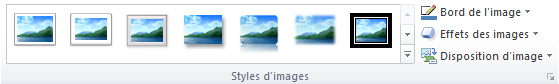 Bord de l'image
Effets des images
Disposition d'image
Styles d'images